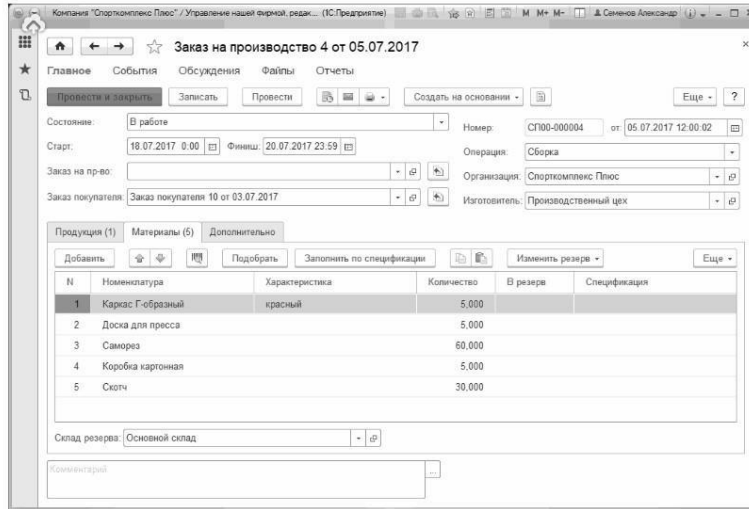 Компания "Спорткомплекс Плюс" / Управление нашей фирмой, редак... (1С:Предприятие) M M+ M- Семенов Александр
Заказ на производство 4 от 05.07.2017
Главное События Обсуждения Файлы Отчеты
Провести и закрыть Записать Провести Создать на основании Еще ?
Состояние: В работе Номер: СП00-000004 от: 05.07.2017 12:00:02
Старт: 18.07.2017 0:00 Финиш: 20.07.2017 23:59 Операция: Сборка
Заказ на пр-во: Организация: Спорткомплекс Плюс
Заказ покупателя: Заказ покупателя 10 от 03.07.2017 Изготовитель: Производственный цех
Продукция (1) Материалы (5) Дополнительно
Добавить Подобрать Заполнить по спецификации Изменить резерв Еще
N Номенклатура Характеристика Количество В резерв Спецификация
1 Каркас Г-образный красный 5,000
2 Доска для пресса 5,000
3 Саморез 60,000
4 Коробка картонная 5,000
5 Скотч 30,000
Склад резерва: Основной склад
Комментарий